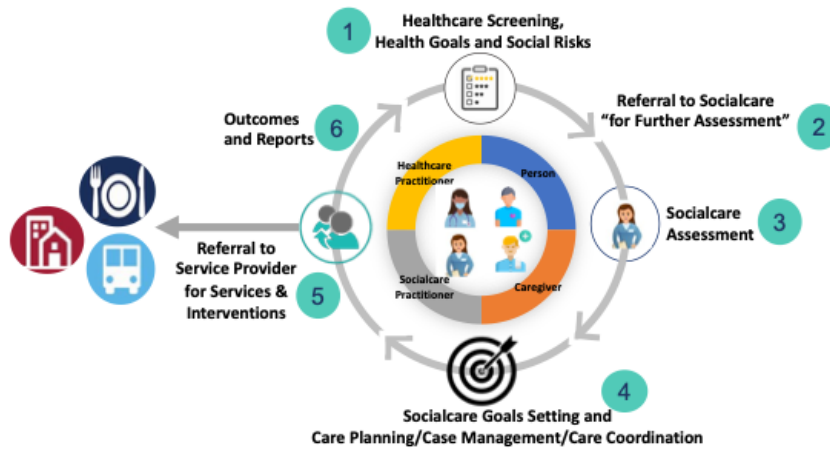 1
Healthcare Screening,
Health Goals and Social Risks
Referral to Socialcare
“for Further Assessment”
2
Outcomes
and Reports
6
Healthcare
Practitioner
Person
Socialcare
Assessment
3
Socialcare
Practitioner
Caregiver
Referral to
Service Provider
for Services &
Interventions
5
4
Socialcare Goals Setting and
Care Planning/Case Management/Care Coordination